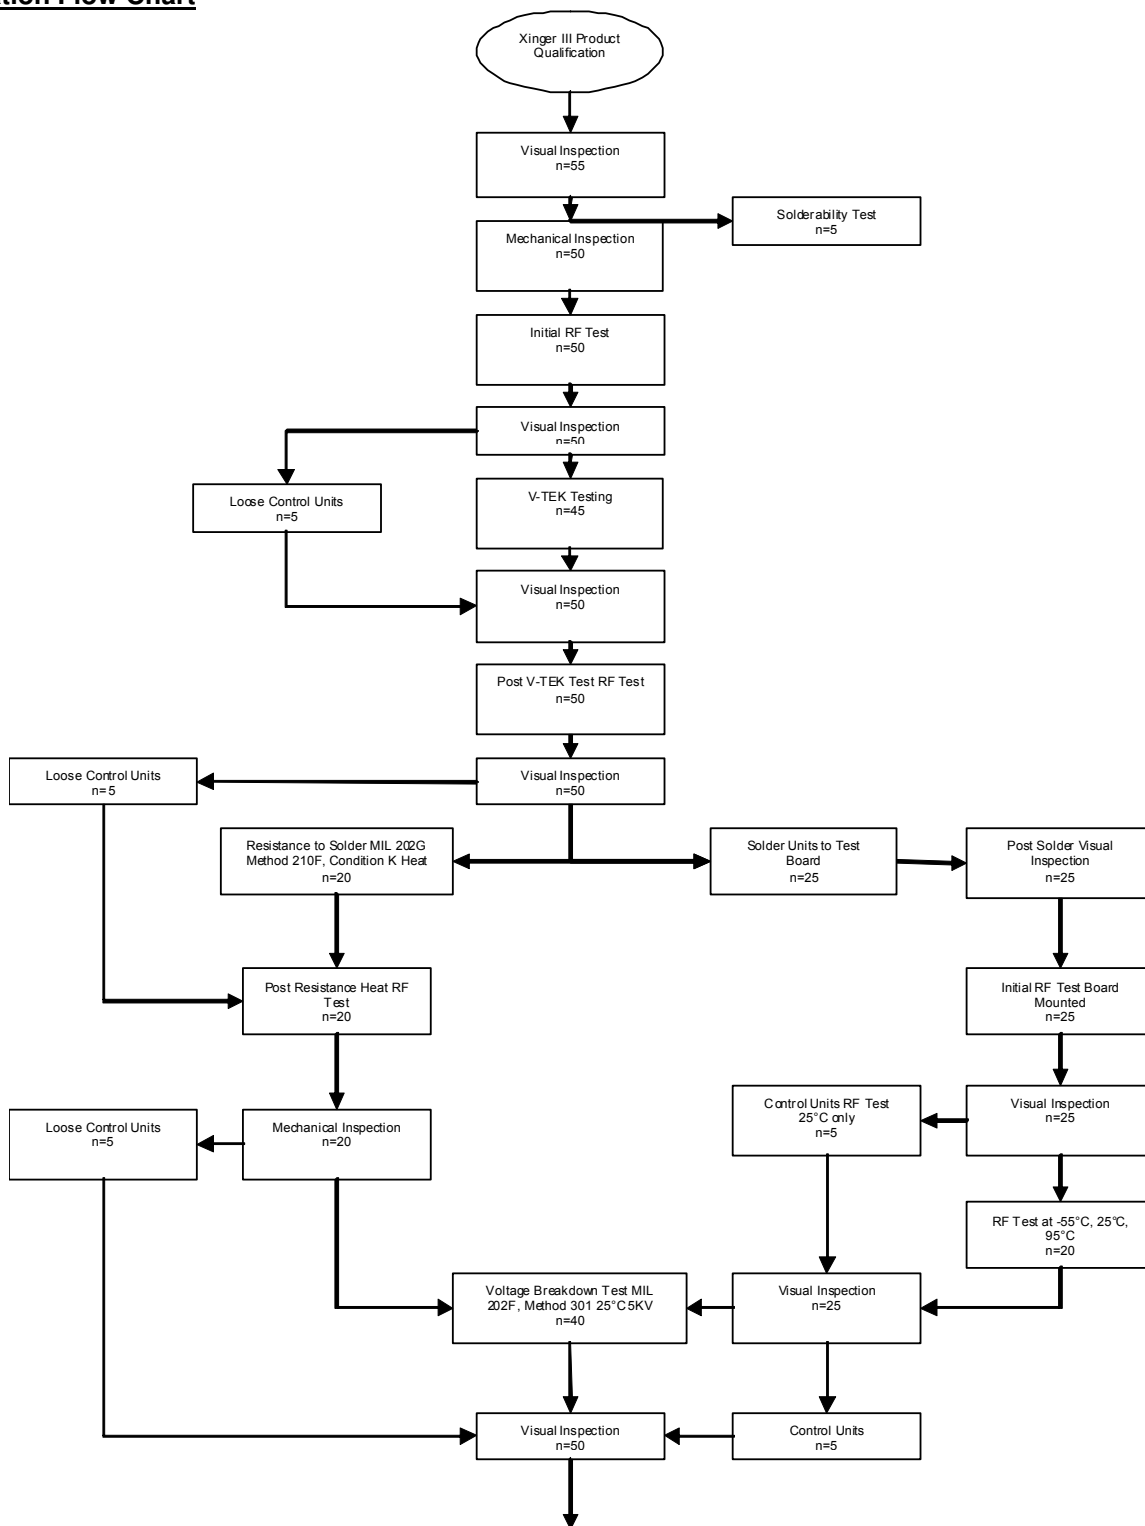 ation Flow Chart
Xinger III Product
Qualification
Visual Inspection
n=55
Solderability Test
n=5
Mechanical Inspection
n=50
Initial RF Test
n=50
Visual Inspection
n=50
Loose Control Units
n=5
V-TEK Testing
n=45
Visual Inspection
n=50
Post V-TEK Test RF Test
n=50
Loose Control Units
n=5
Visual Inspection
n=50
Resistance to Solder MIL 202G
Method 210F, Condition K Heat
n=20
Solder Units to Test
Board
n=25
Post Solder Visual
Inspection
n=25
Post Resistance Heat RF
Test
n=20
Initial RF Test Board
Mounted
n=25
Loose Control Units
n=5
Mechanical Inspection
n=20
Control Units RF Test
25°C only
n=5
Visual Inspection
n=25
RF Test at -55°C, 25°C,
95°C
n=20
Voltage Breakdown Test MIL
202F, Method 301 25°C 5KV
n=40
Visual Inspection
n=25
Visual Inspection
n=50
Control Units
n=5